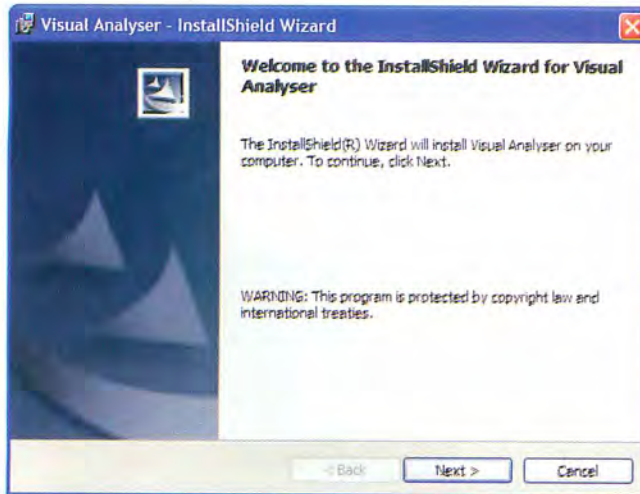 Visual Analyser - InstallShield Wizard
Welcome to the InstallShield Wizard for Visual
Analyser
The InstallShield(R) Wizard will install Visual Analyser on your
computer. To continue, click Next.
WARNING: This program is protected by copyright law and
international treaties.
< Back
Next >
Cancel